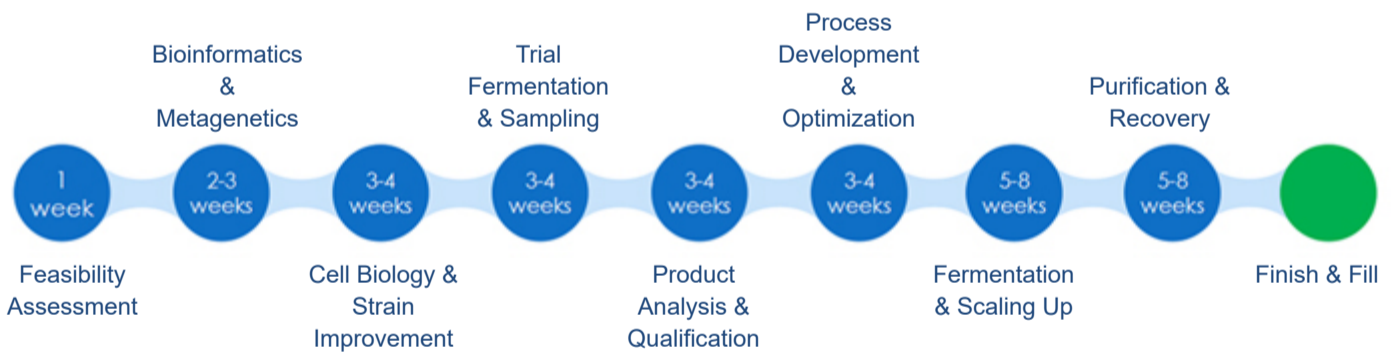 1
week
Feasibility
Assessment
Bioinformatics
&
Metagenetics
2-3
weeks
3-4
weeks
Cell Biology &
Strain
Improvement
Trial
Fermentation
& Sampling
3-4
weeks
3-4
weeks
Product
Analysis &
Qualification
Process
Development
&
Optimization
3-4
weeks
5-8
weeks
Fermentation
& Scaling Up
Purification &
Recovery
5-8
weeks
Finish & Fill